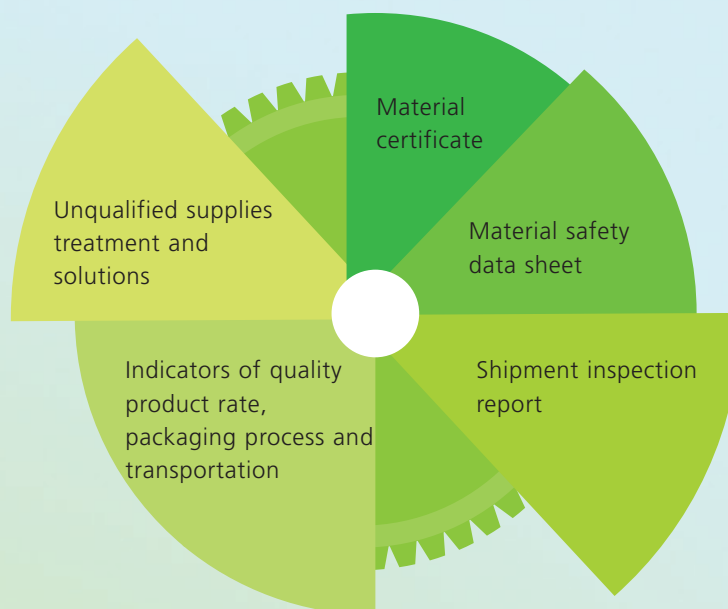 Material
certificate
Material safety
data sheet
Shipment inspection
report
Indicators of quality
product rate,
packaging process and
transportation
Unqualified supplies
treatment and
solutions